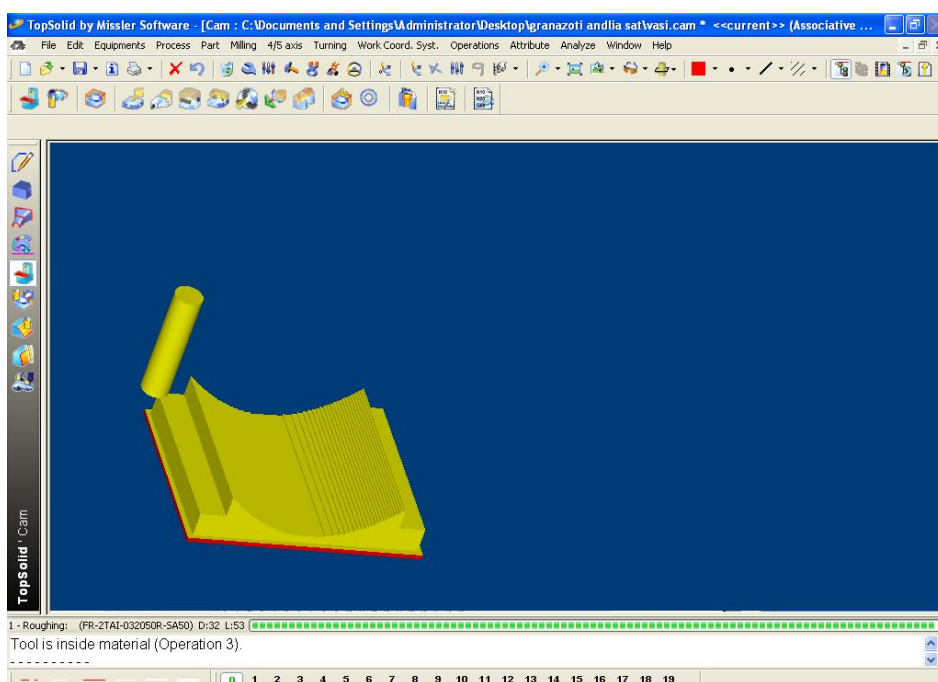 TopSolid by Missler Software - [Cam : C:\Documents and Settings\Administrator\Desktop\granazoti andlia sat\vasi.cam * <<current>> (Associative ...
File Edit Equipments Process Part Milling 4/5 axis Turning Work Coord. Syst. Operations Attribute Analyze Window Help
TopSolid'Cam
1 - Roughing: (FR-2TAI-032050R-SA50) D:32 L:53
Tool is inside material (Operation 3).
- - - - - - - - - -
0 1 2 3 4 5 6 7 8 9 10 11 12 13 14 15 16 17 18 19